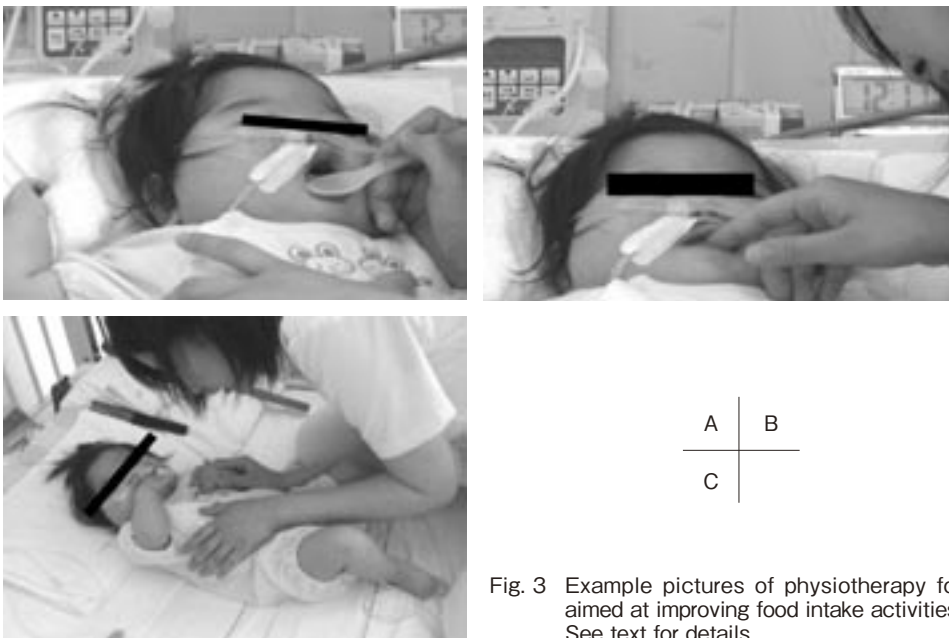 A B
C
Fig. 3 Example pictures of physiotherapy fo
aimed at improving food intake activities
See text for details